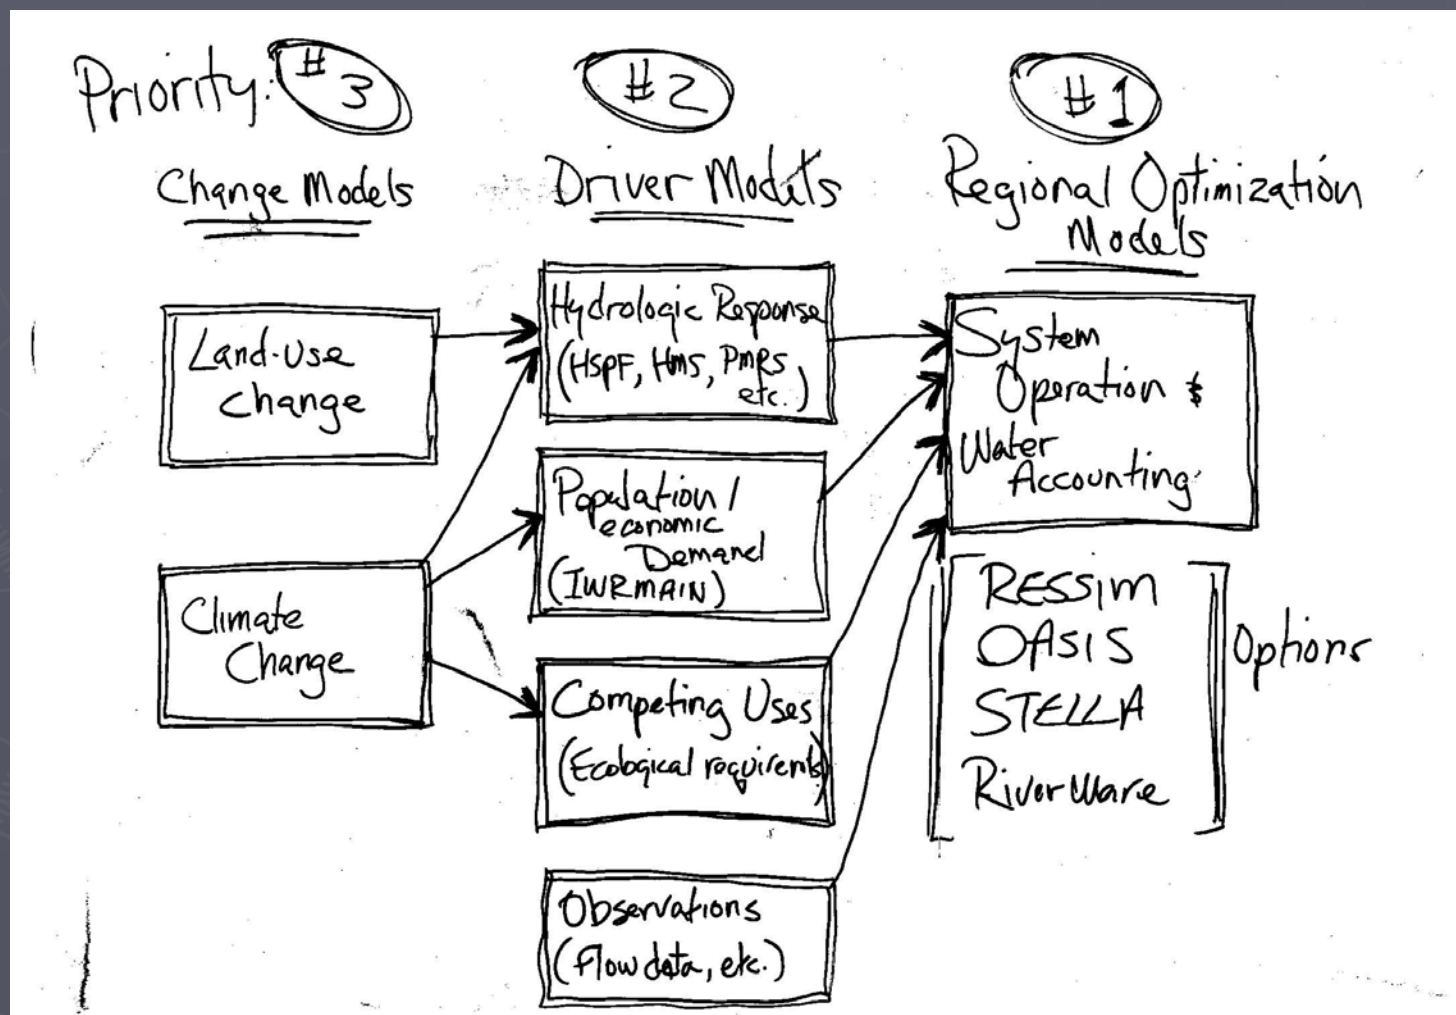 Priority: #3 #2 #1
Change Models
Driver Models
Regional Optimization
Models
Land-Use
Change
Climate
Change
Hydrologic Response
(HSPF, HMS, PMRS
etc.)
Population /
economic
Demand
(IWRMAIN)
Competing Uses
(Ecological requiremts)
Observations
(flow data, etc.)
System
Operation &
Water
Accounting
RESSIM
OASIS
STELLA
RiverWare
Options